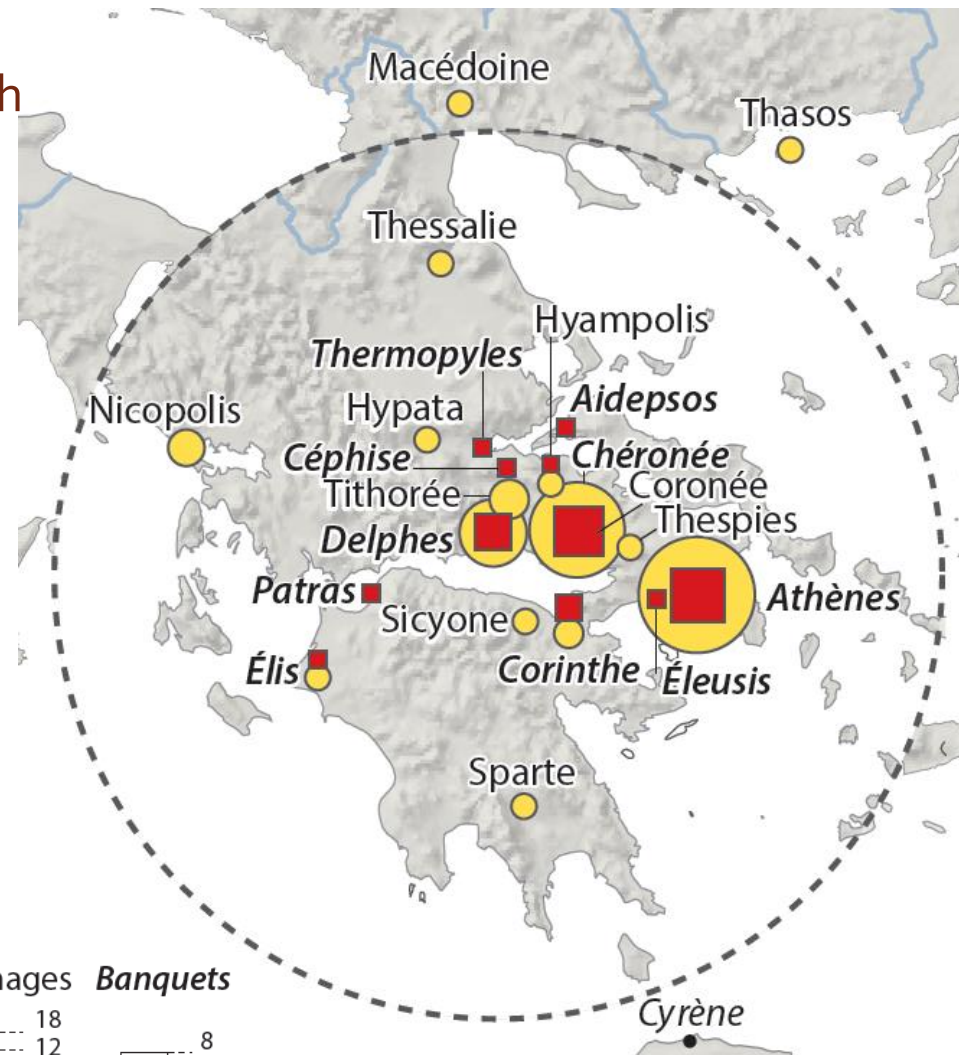 Macédoine
Thasos
Thessalie
Hyampolis
Thermopyles
Aidepsos
Nicopolis
Hypata
Céphise
Chéronée
Tithorée
Coronée
Thespies
Delphes
Patras
Athènes
Sicyone
Élis
Corinthe
Éleusis
Sparte
Banquets
18
12
8
Cyrène